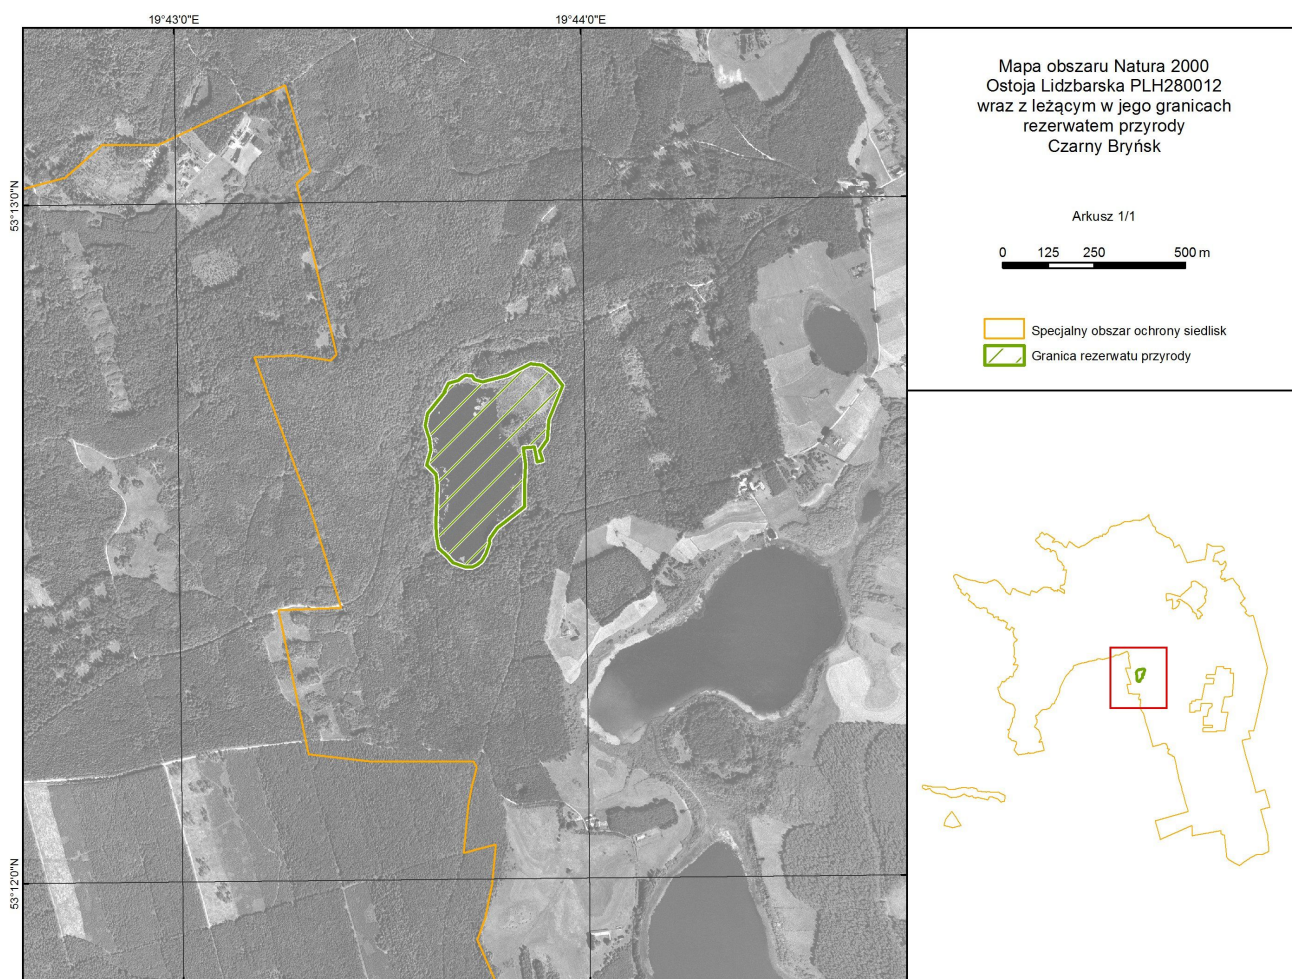 19°43'0"E
19°44'0"E
53°13'0"N
53°12'0"N
Mapa obszaru Natura 2000
Ostoja Lidzbarska PLH280012
wraz z leżącym w jego granicach
rezerwatem przyrody
Czarny Bryńsk
Arkusz 1/1
0 125 250 500 m
Specjalny obszar ochrony siedlisk
Granica rezerwatu przyrody